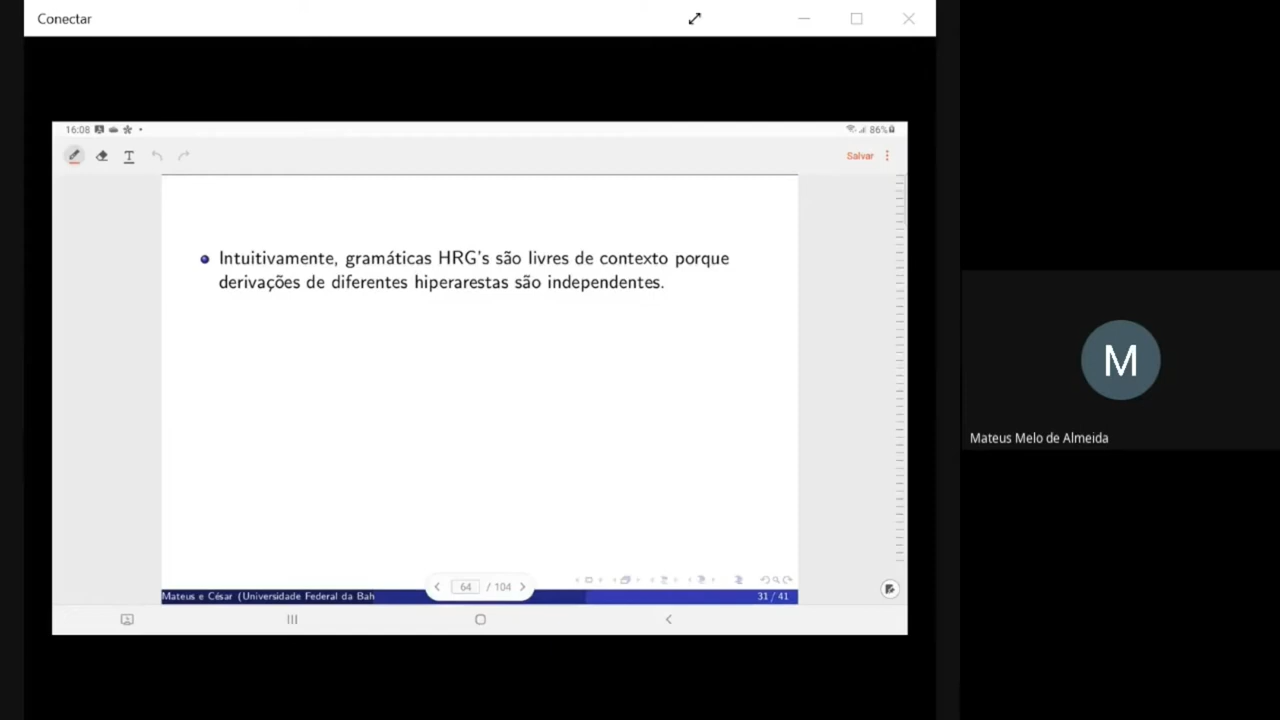 Conectar
16:08
86%
T
Salvar
Intuitivamente, gramáticas HRG's são livres de contexto porque
derivações de diferentes hiperarestas são independentes.
64 / 104
Mateus e César (Universidade Federal da Bah
31 / 41
M
Mateus Melo de Almeida